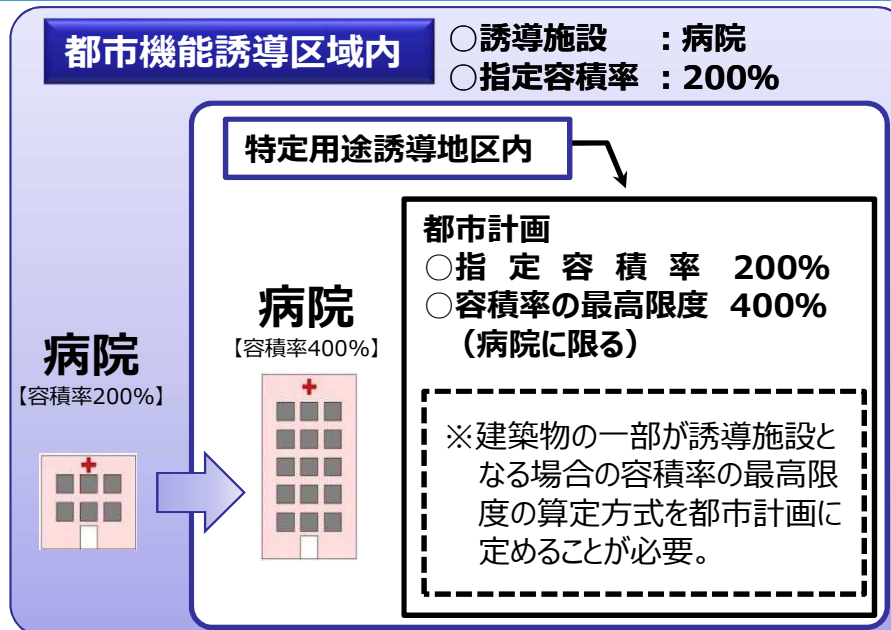 都市機能誘導区域内
○誘導施設　：病院
○指定容積率　：200%
特定用途誘導地区内
都市計画
○指 定 容 積 率　200%
○容積率の最高限度　400%
（病院に限る）
病院
【容積率400%】
病院
【容積率200%】
※建築物の一部が誘導施設と
なる場合の容積率の最高限
度の算定方式を都市計画に
定めることが必要。